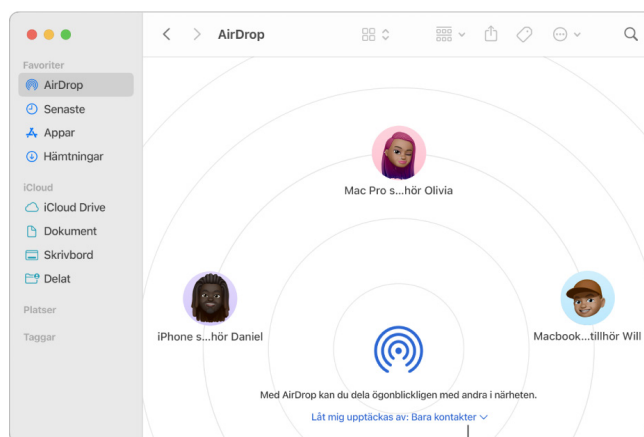 AirDrop
Favoriter
AirDrop
Senaste
Appar
Hämtningar
iCloud
iCloud Drive
Dokument
Skrivbord
Delat
Platser
Taggar
Mac Pro s...hör Olivia
iPhone s...hör Daniel
Macbook...tillhör Will
Med AirDrop kan du dela ögonblickligen med andra i närheten.
Låt mig upptäckas av: Bara kontakter